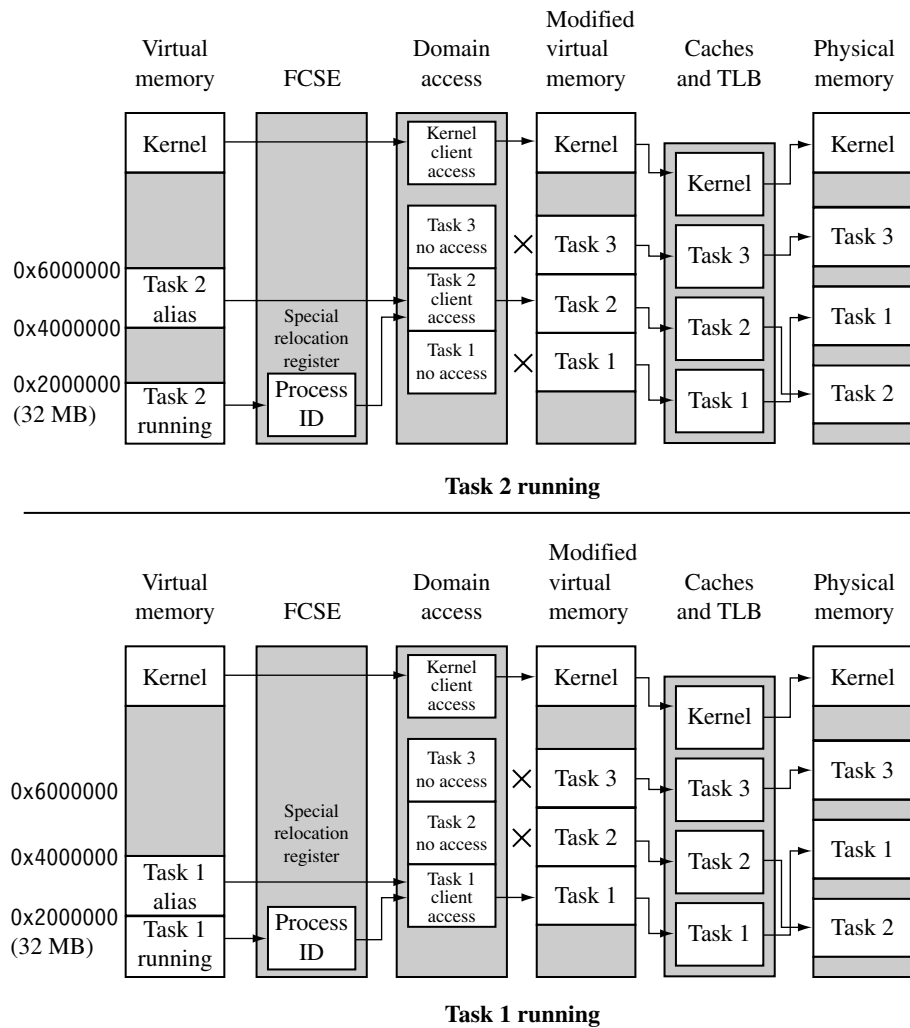 Virtual
memory
FCSE
Domain
access
Modified
virtual
memory
Caches
and TLB
Physical
memory
Kernel
Kernel
client
access
Kernel
Kernel
Kernel
Task 3
no access
Task 3
Task 3
Task 3
0x6000000
Task 2
alias
Task 2
client
access
Task 2
Task 2
Task 1
0x4000000
Special
relocation
register
Task 1
no access
Task 1
Task 1
Task 2
0x2000000
(32 MB)
Task 2
running
Process
ID
Task 2 running
Virtual
memory
FCSE
Domain
access
Modified
virtual
memory
Caches
and TLB
Physical
memory
Kernel
Kernel
client
access
Kernel
Kernel
Kernel
Task 3
no access
Task 3
Task 3
Task 3
0x6000000
Special
relocation
register
Task 2
no access
Task 2
Task 2
Task 1
0x4000000
Task 1
alias
Task 1
client
access
Task 1
Task 1
Task 2
0x2000000
(32 MB)
Task 1
running
Process
ID
Task 1 running